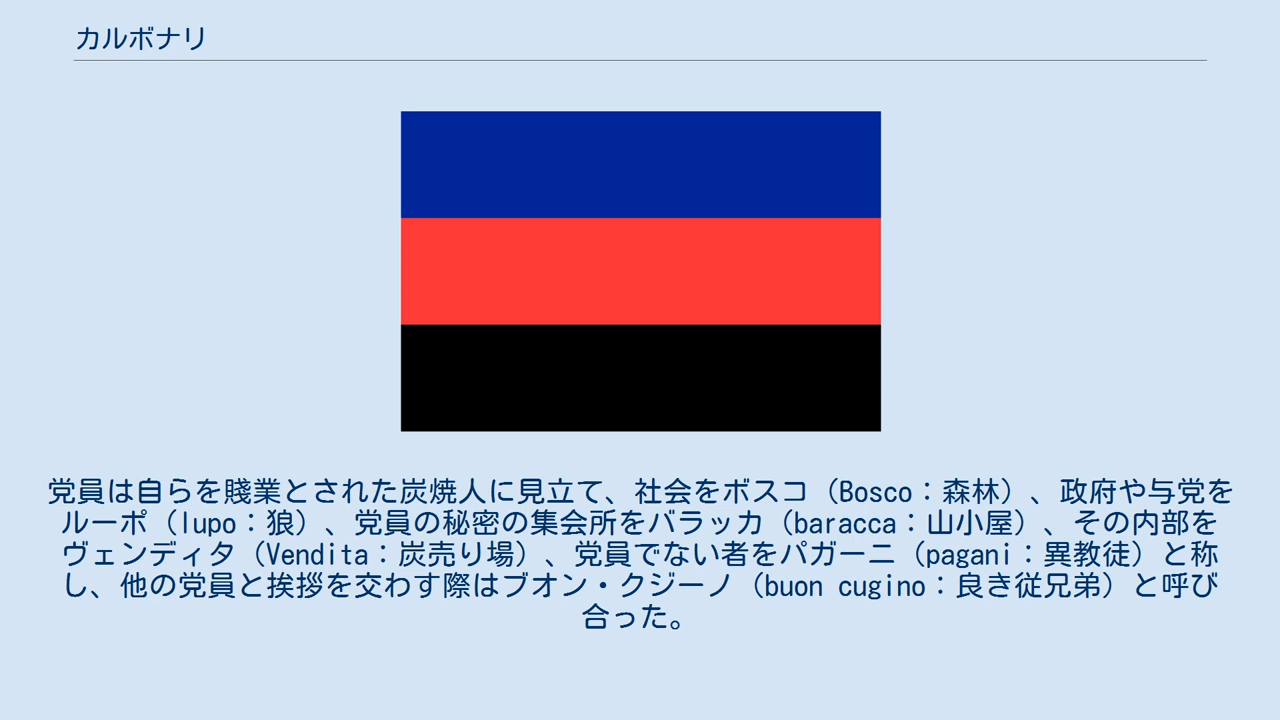 カルボナリ
党員は自らを賤業とされた炭焼人に見立て、社会をボスコ（Bosco：森林）、政府や与党を
ルーポ（lupo：狼）、党員の秘密の集会所をバラッカ（baracca：山小屋）、その内部を
ヴェンディタ（Vendita：炭売り場）、党員でない者をパガーニ（pagani：異教徒）と称
し、他の党員と挨拶を交わす際はブオン・クジーノ（buon cugino：良き従兄弟）と呼び
合った。